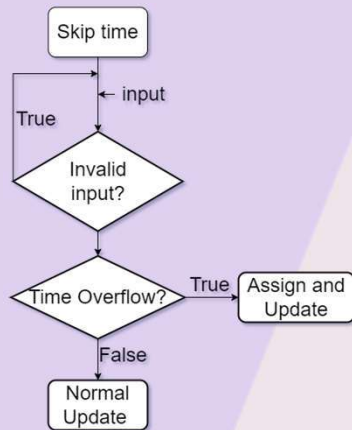 Skip time
input
True
Invalid
input?
Time Overflow?
True
Assign and
Update
False
Normal
Update